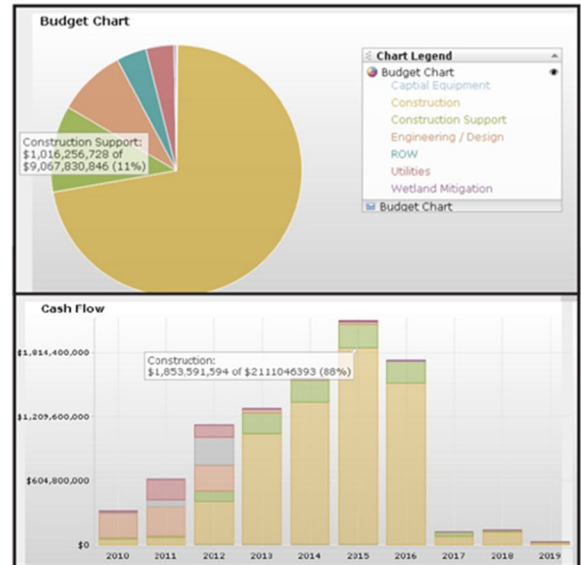 Budget Chart
Chart Legend
Budget Chart
Captial Equipment
Construction
Construction Support
Engineering / Design
ROW
Utilities
Wetland Mitigation
Budget Chart
Construction Support:
$1,016,256,728 of
$9,067,830,846 (11%)
Cash Flow
$1,814,400,000
Construction:
$1,853,591,594 of $2111046393 (88%)
$1,209,600,000
$604,800,000
$0
2010 2011 2012 2013 2014 2015 2016 2017 2018 2019